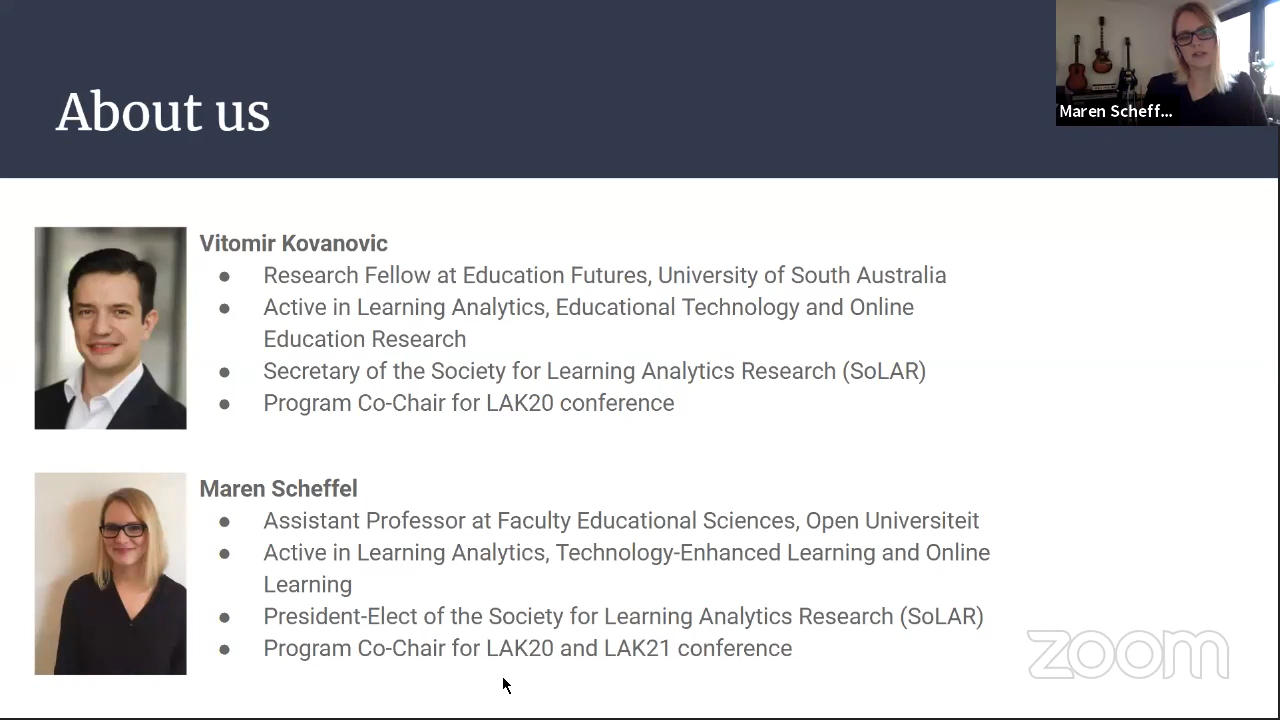 About us
Maren Scheff...
Vitomir Kovanovic
● Research Fellow at Education Futures, University of South Australia
● Active in Learning Analytics, Educational Technology and Online
Education Research
● Secretary of the Society for Learning Analytics Research (SoLAR)
● Program Co-Chair for LAK20 conference
Maren Scheffel
● Assistant Professor at Faculty Educational Sciences, Open Universiteit
● Active in Learning Analytics, Technology-Enhanced Learning and Online
Learning
● President-Elect of the Society for Learning Analytics Research (SoLAR)
● Program Co-Chair for LAK20 and LAK21 conference
zoom